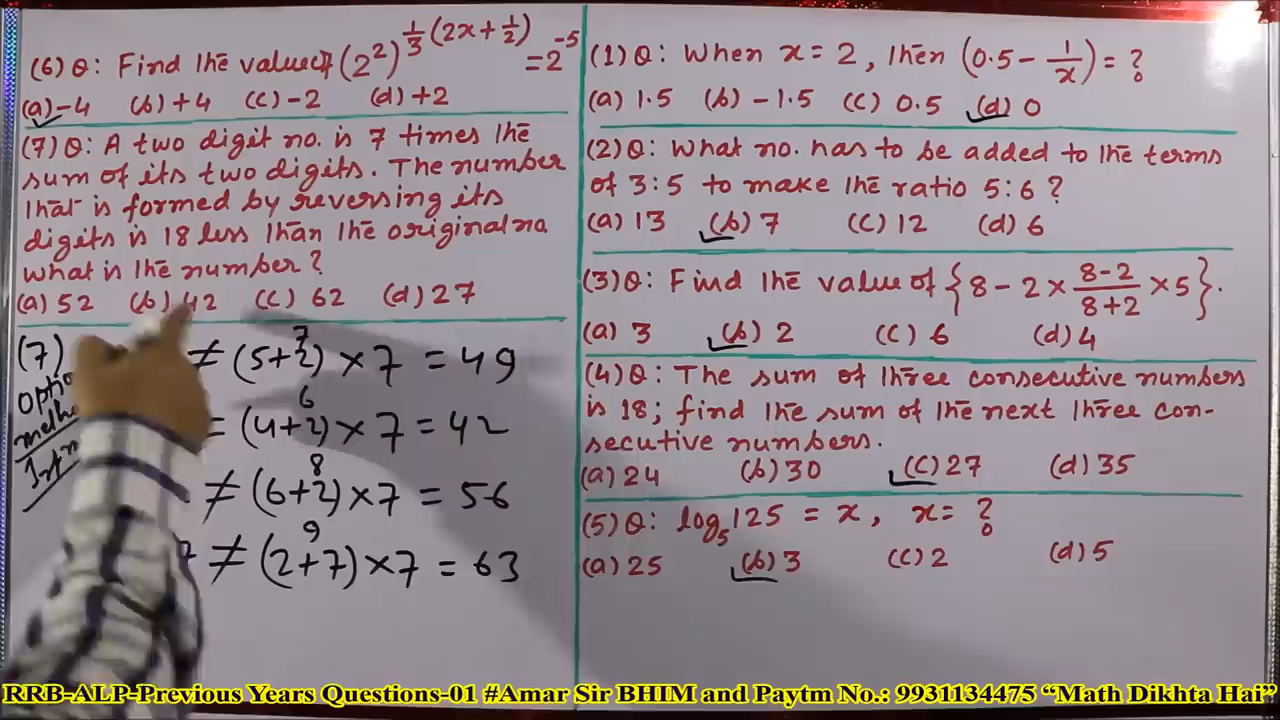 (6) Q: Find the value of (2²)^{1/3(2x+1/2)} = 2^{-5}
(a) -4 (b) +4 (c) -2 (d) +2
(7) Q: A two digit no. is 7 times the
sum of its two digits. The number
that is formed by reversing its
digits is 18 less than the original no
what is the number?
(a) 52 (b) 42 (c) 62 (d) 27
(7) ≠ (5+2) × 7 = 49
7
= (4+2) × 7 = 42
6
≠ (6+2) × 7 = 56
8
≠ (2+7) × 7 = 63
9
(1) Q: When x = 2, then (0.5 - 1/x) = ?
(a) 1.5 (b) -1.5 (c) 0.5 (d) 0
(2) Q: What no. has to be added to the terms
of 3:5 to make the ratio 5:6?
(a) 13 (b) 7 (c) 12 (d) 6
(3) Q: Find the value of {8 - 2 × (8-2)/(8+2) × 5}.
(a) 3 (b) 2 (c) 6 (d) 4
(4) Q: The sum of three consecutive numbers
is 18; find the sum of the next three con-
secutive numbers.
(a) 24 (b) 30 (c) 27 (d) 35
(5) Q: log₅125 = x, x = ?
(a) 25 (b) 3 (c) 2 (d) 5
RRB-ALP-Previous Years Questions-01 #Amar Sir BHIM and Paytm No.: 9931134475 “Math Dikhta Hai”